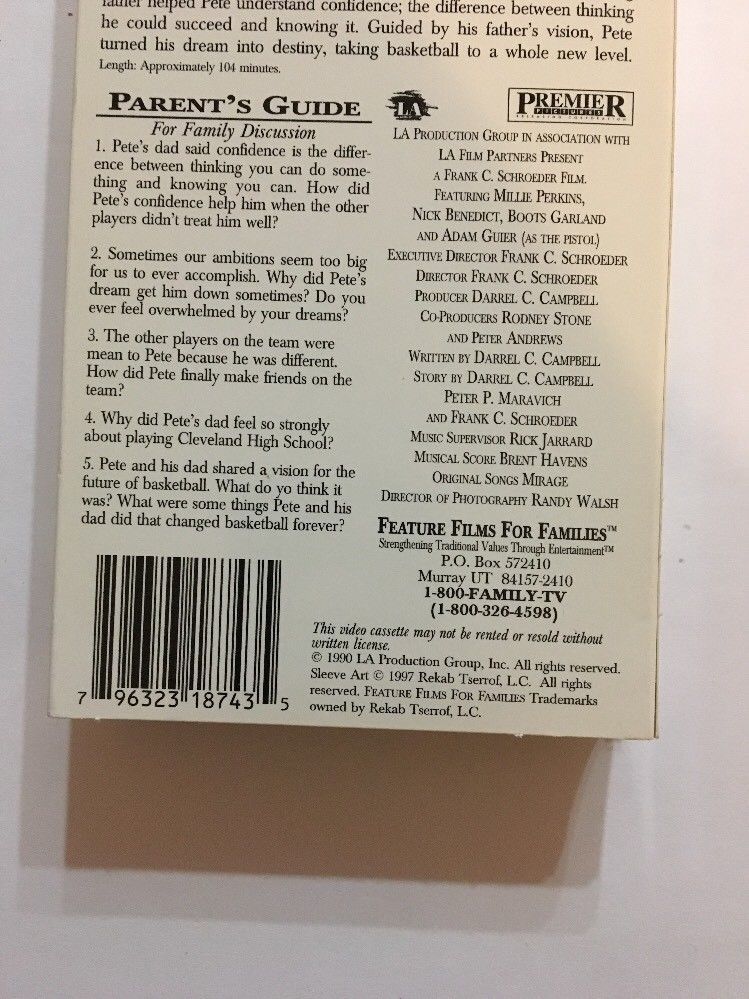 father helped Pete understand confidence; the difference between thinking
he could succeed and knowing it. Guided by his father's vision, Pete
turned his dream into destiny, taking basketball to a whole new level.
Length: Approximately 104 minutes.
PARENT'S GUIDE
For Family Discussion
1. Pete's dad said confidence is the differ-
ence between thinking you can do some-
thing and knowing you can. How did
Pete's confidence help him when the other
players didn't treat him well?
2. Sometimes our ambitions seem too big
for us to ever accomplish. Why did Pete's
dream get him down sometimes? Do you
ever feel overwhelmed by your dreams?
3. The other players on the team were
mean to Pete because he was different.
How did Pete finally make friends on the
team?
4. Why did Pete's dad feel so strongly
about playing Cleveland High School?
5. Pete and his dad shared a vision for the
future of basketball. What do yo think it
was? What were some things Pete and his
dad did that changed basketball forever?
7 96323 18743 5
LA
PREMIER
PICTURES
RELEASING CORPORATION
LA PRODUCTION GROUP IN ASSOCIATION WITH
LA FILM PARTNERS PRESENT
A FRANK C. SCHROEDER FILM.
FEATURING MILLIE PERKINS,
NICK BENEDICT, BOOTS GARLAND
AND ADAM GUIER (AS THE PISTOL)
EXECUTIVE DIRECTOR FRANK C. SCHROEDER
DIRECTOR FRANK C. SCHROEDER
PRODUCER DARREL C. CAMPBELL
CO-PRODUCERS RODNEY STONE
AND PETER ANDREWS
WRITTEN BY DARREL C. CAMPBELL
STORY BY DARREL C. CAMPBELL
PETER P. MARAVICH
AND FRANK C. SCHROEDER
MUSIC SUPERVISOR RICK JARRARD
MUSICAL SCORE BRENT HAVENS
ORIGINAL SONGS MIRAGE
DIRECTOR OF PHOTOGRAPHY RANDY WALSH
FEATURE FILMS FOR FAMILIES™
Strengthening Traditional Values Through Entertainment™
P.O. Box 572410
Murray UT 84157-2410
1-800-FAMILY-TV
(1-800-326-4598)
This video cassette may not be rented or resold without
written license.
© 1990 LA Production Group, Inc. All rights reserved.
Sleeve Art © 1997 Rekab Tserrof, L.C. All rights
reserved. FEATURE FILMS FOR FAMILIES Trademarks
owned by Rekab Tserrof, L.C.